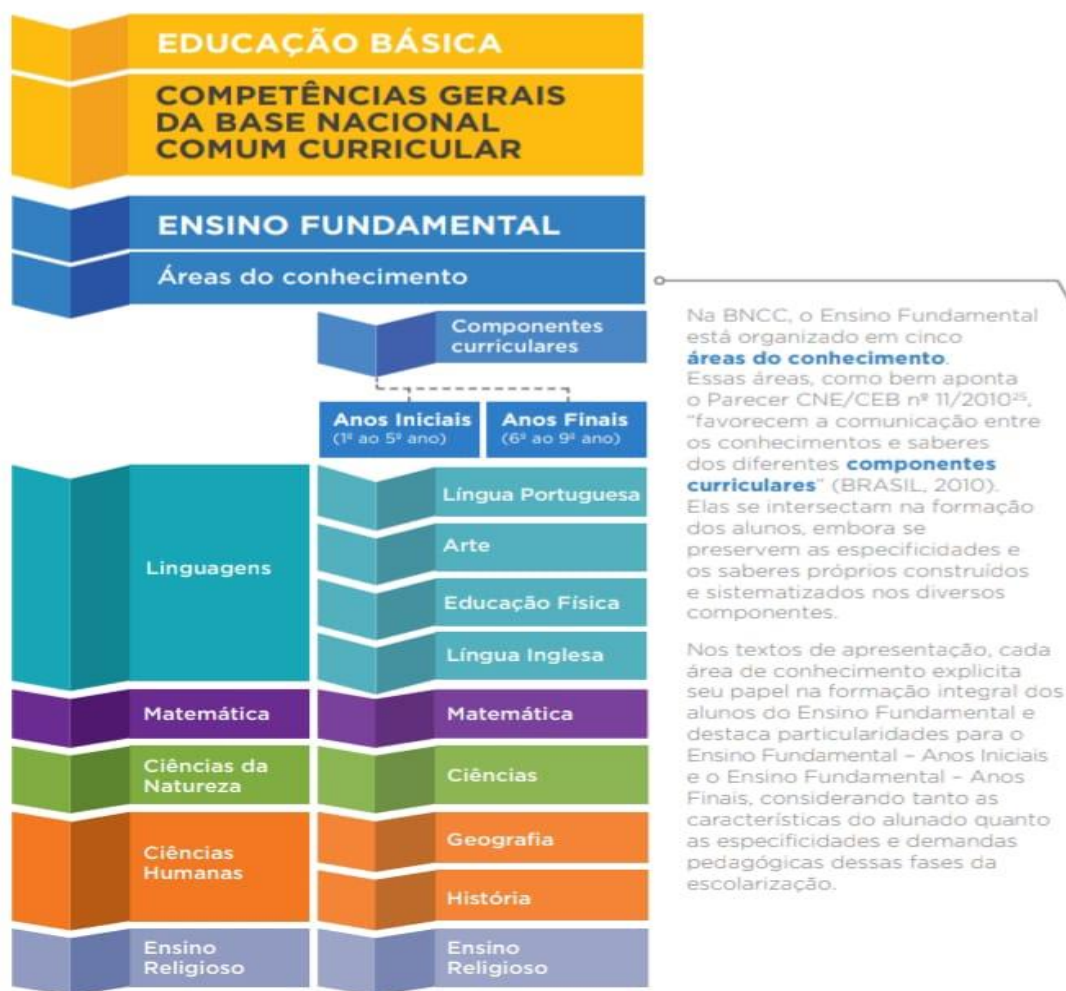 EDUCAÇÃO BÁSICA
COMPETÊNCIAS GERAIS
DA BASE NACIONAL
COMUM CURRICULAR
ENSINO FUNDAMENTAL
Áreas do conhecimento
Componentes
curriculares
Anos Iniciais
(1º ao 5º ano)
Anos Finais
(6º ao 9º ano)
Linguagens
Língua Portuguesa
Arte
Educação Física
Língua Inglesa
Matemática
Matemática
Ciências da
Natureza
Ciências
Ciências
Humanas
Geografia
História
Ensino
Religioso
Ensino
Religioso
Na BNCC, o Ensino Fundamental
está organizado em cinco
áreas do conhecimento.
Essas áreas, como bem aponta
o Parecer CNE/CEB nº 11/2010²⁵,
“favorecem a comunicação entre
os conhecimentos e saberes
dos diferentes componentes
curriculares” (BRASIL, 2010).
Elas se intersectam na formação
dos alunos, embora se
preservem as especificidades e
os saberes próprios construídos
e sistematizados nos diversos
componentes.
Nos textos de apresentação, cada
área de conhecimento explicita
seu papel na formação integral dos
alunos do Ensino Fundamental e
destaca particularidades para o
Ensino Fundamental – Anos Iniciais
e o Ensino Fundamental – Anos
Finais, considerando tanto as
características do alunado quanto
as especificidades e demandas
pedagógicas dessas fases da
escolarização.